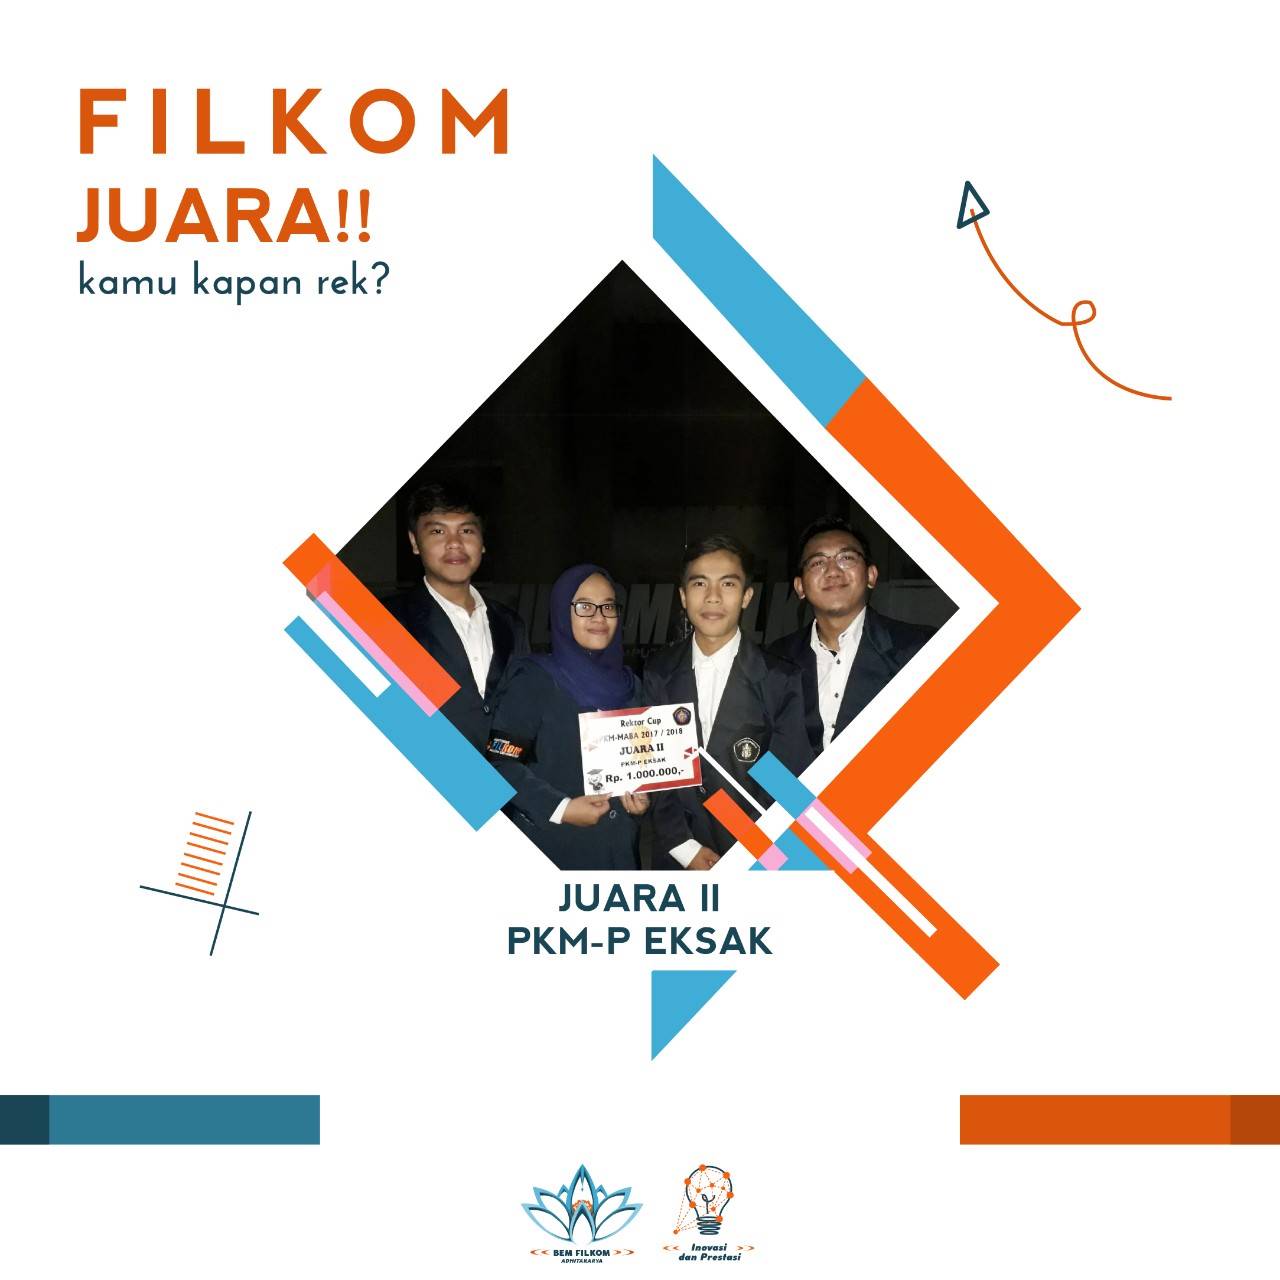 FILKOM
JUARA!!
kamu kapan rek?
Rektor Cup
PKM-MABA 2017 / 2018
JUARA II
PKM-P EKSAK
Rp. 1.000.000,-
FILKOM
JUARA II
PKM-P EKSAK
BEM FILKOM
ADHITAKARYA
Inovasi
dan Prestasi